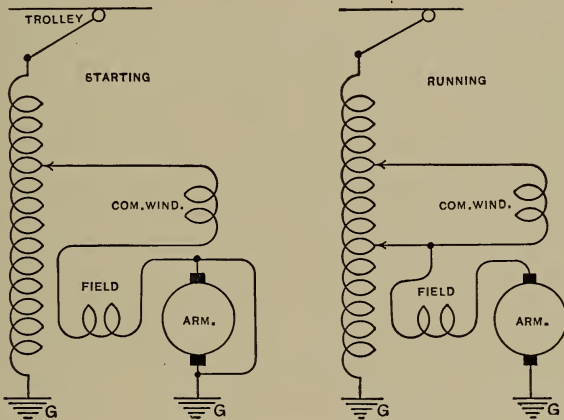 TROLLEY
STARTING
COM. WIND.
FIELD
ARM.
G
G
RUNNING
COM. WIND.
FIELD
ARM.
G
G